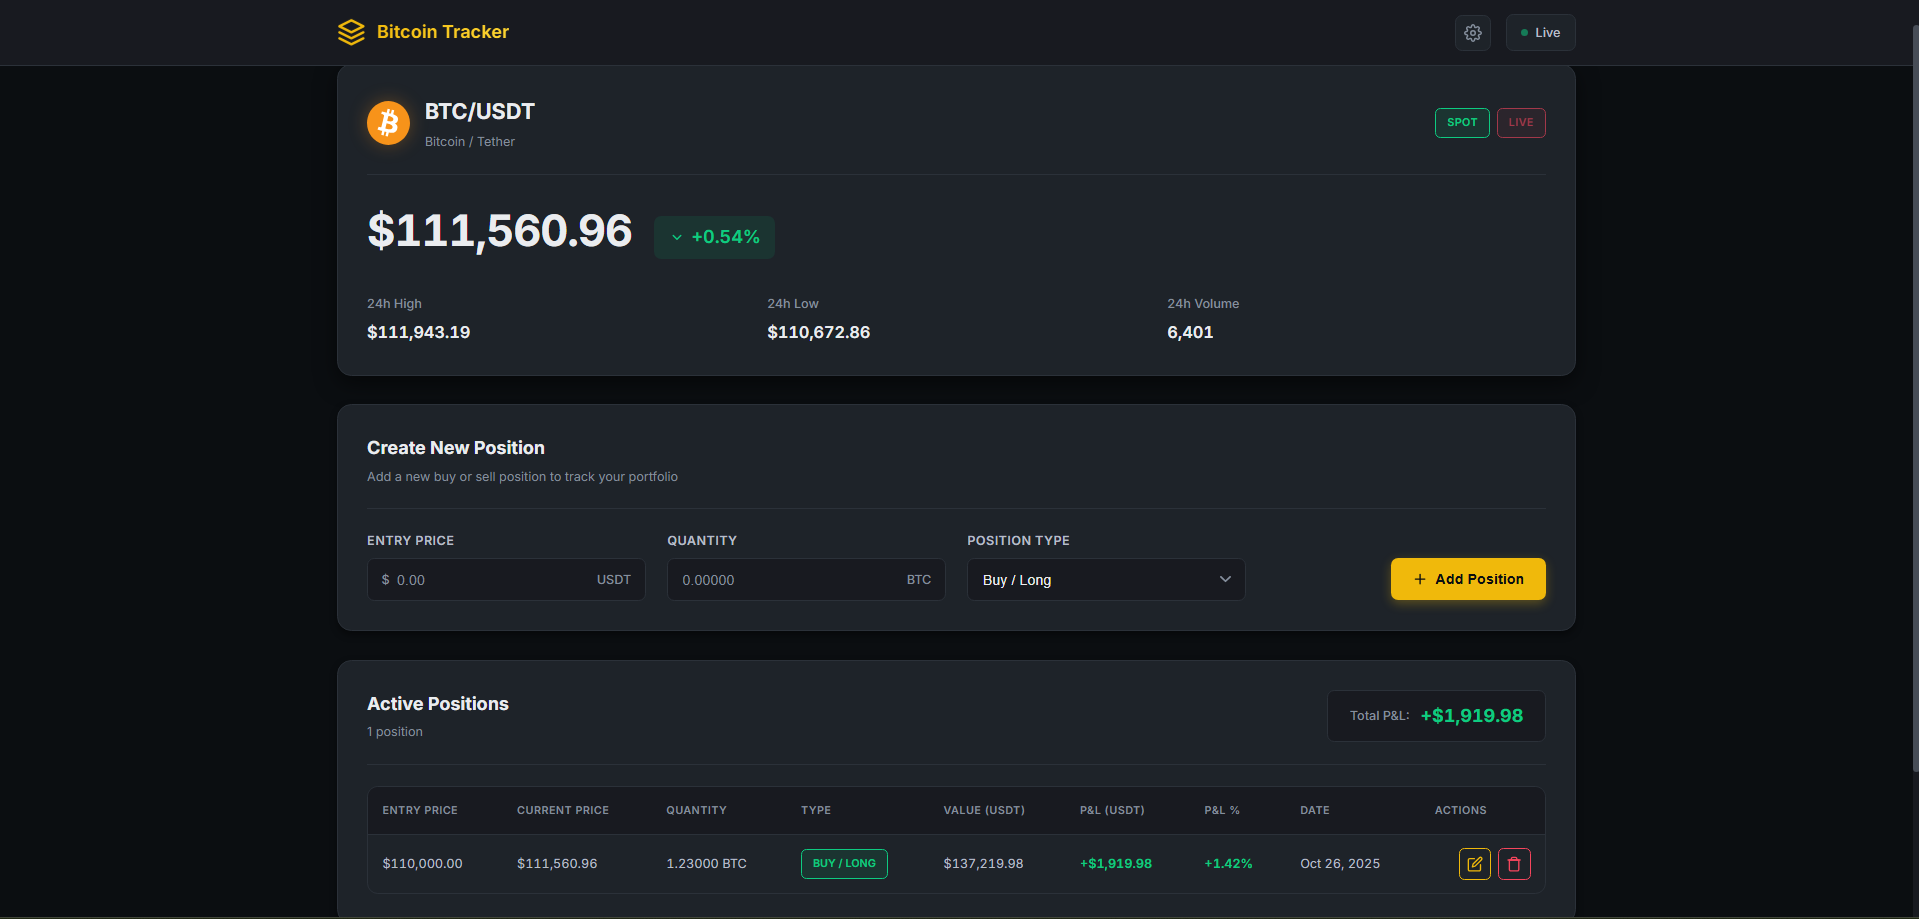 Bitcoin Tracker
Live
BTC/USDT
Bitcoin / Tether
SPOT
LIVE
$111,560.96
+0.54%
24h High
24h Low
24h Volume
$111,943.19
$110,672.86
6,401
Create New Position
Add a new buy or sell position to track your portfolio
ENTRY PRICE
QUANTITY
POSITION TYPE
$ 0.00 USDT
0.00000 BTC
Buy / Long
+ Add Position
Active Positions
1 position
Total P&L: +$1,919.98
ENTRY PRICE CURRENT PRICE QUANTITY TYPE VALUE (USDT) P&L (USDT) P&L % DATE ACTIONS
$110,000.00 $111,560.96 1.23000 BTC BUY / LONG $137,219.98 +$1,919.98 +1.42% Oct 26, 2025